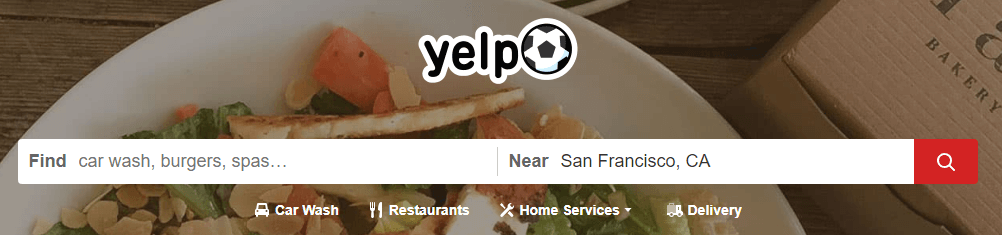 yelp
BAKERY
Find car wash, burgers, spas…
Near San Francisco, CA
Car Wash
Restaurants
Home Services
Delivery